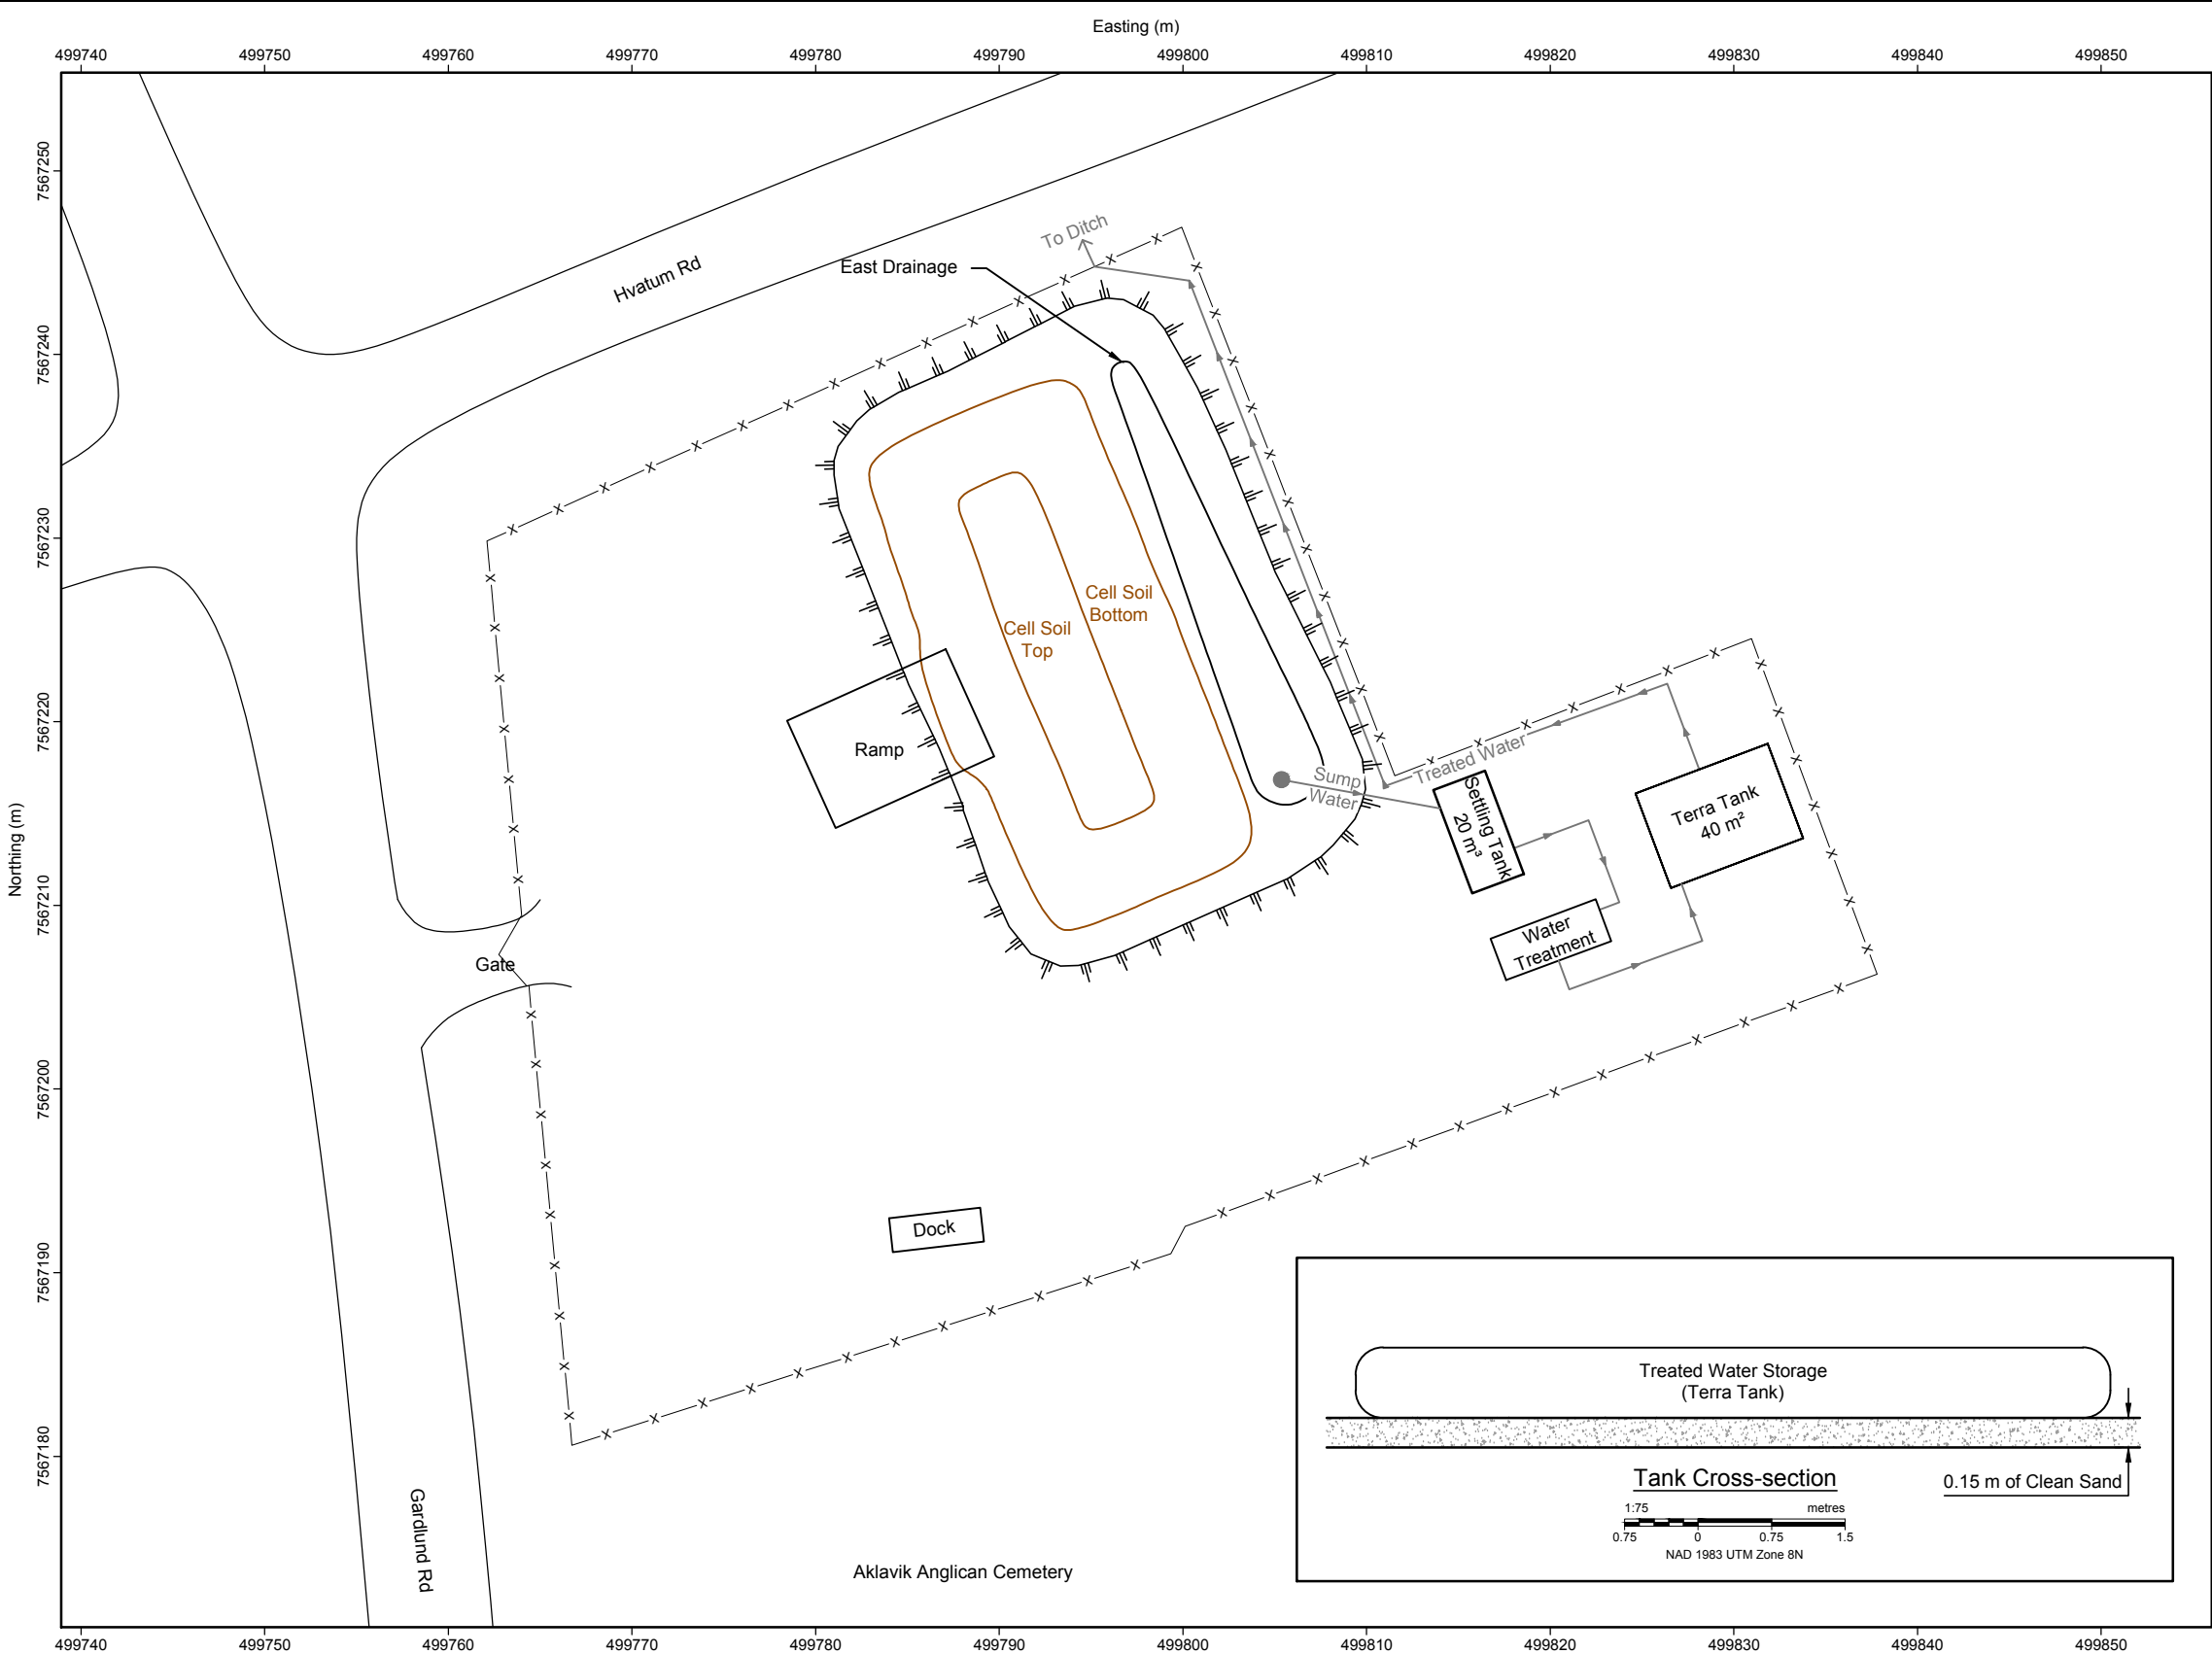 Easting (m)
499740 499750 499760 499770 499780 499790 499800 499810 499820 499830 499840 499850
Northing (m)
7567250
7567240
7567230
7567220
7567210
7567200
7567190
7567180
To Ditch
East Drainage
Hvatum Rd
Cell Soil
Bottom
Cell Soil
Top
Ramp
Sump
Water
Treated Water
Settling Tank
20 m³
Terra Tank
40 m²
Water
Treatment
Gate
Dock
Gardlund Rd
Aklavik Anglican Cemetery
Treated Water Storage
(Terra Tank)
Tank Cross-section
0.15 m of Clean Sand
1:75 metres
0.75 0 0.75 1.5
NAD 1983 UTM Zone 8N
499740 499750 499760 499770 499780 499790 499800 499810 499820 499830 499840 499850